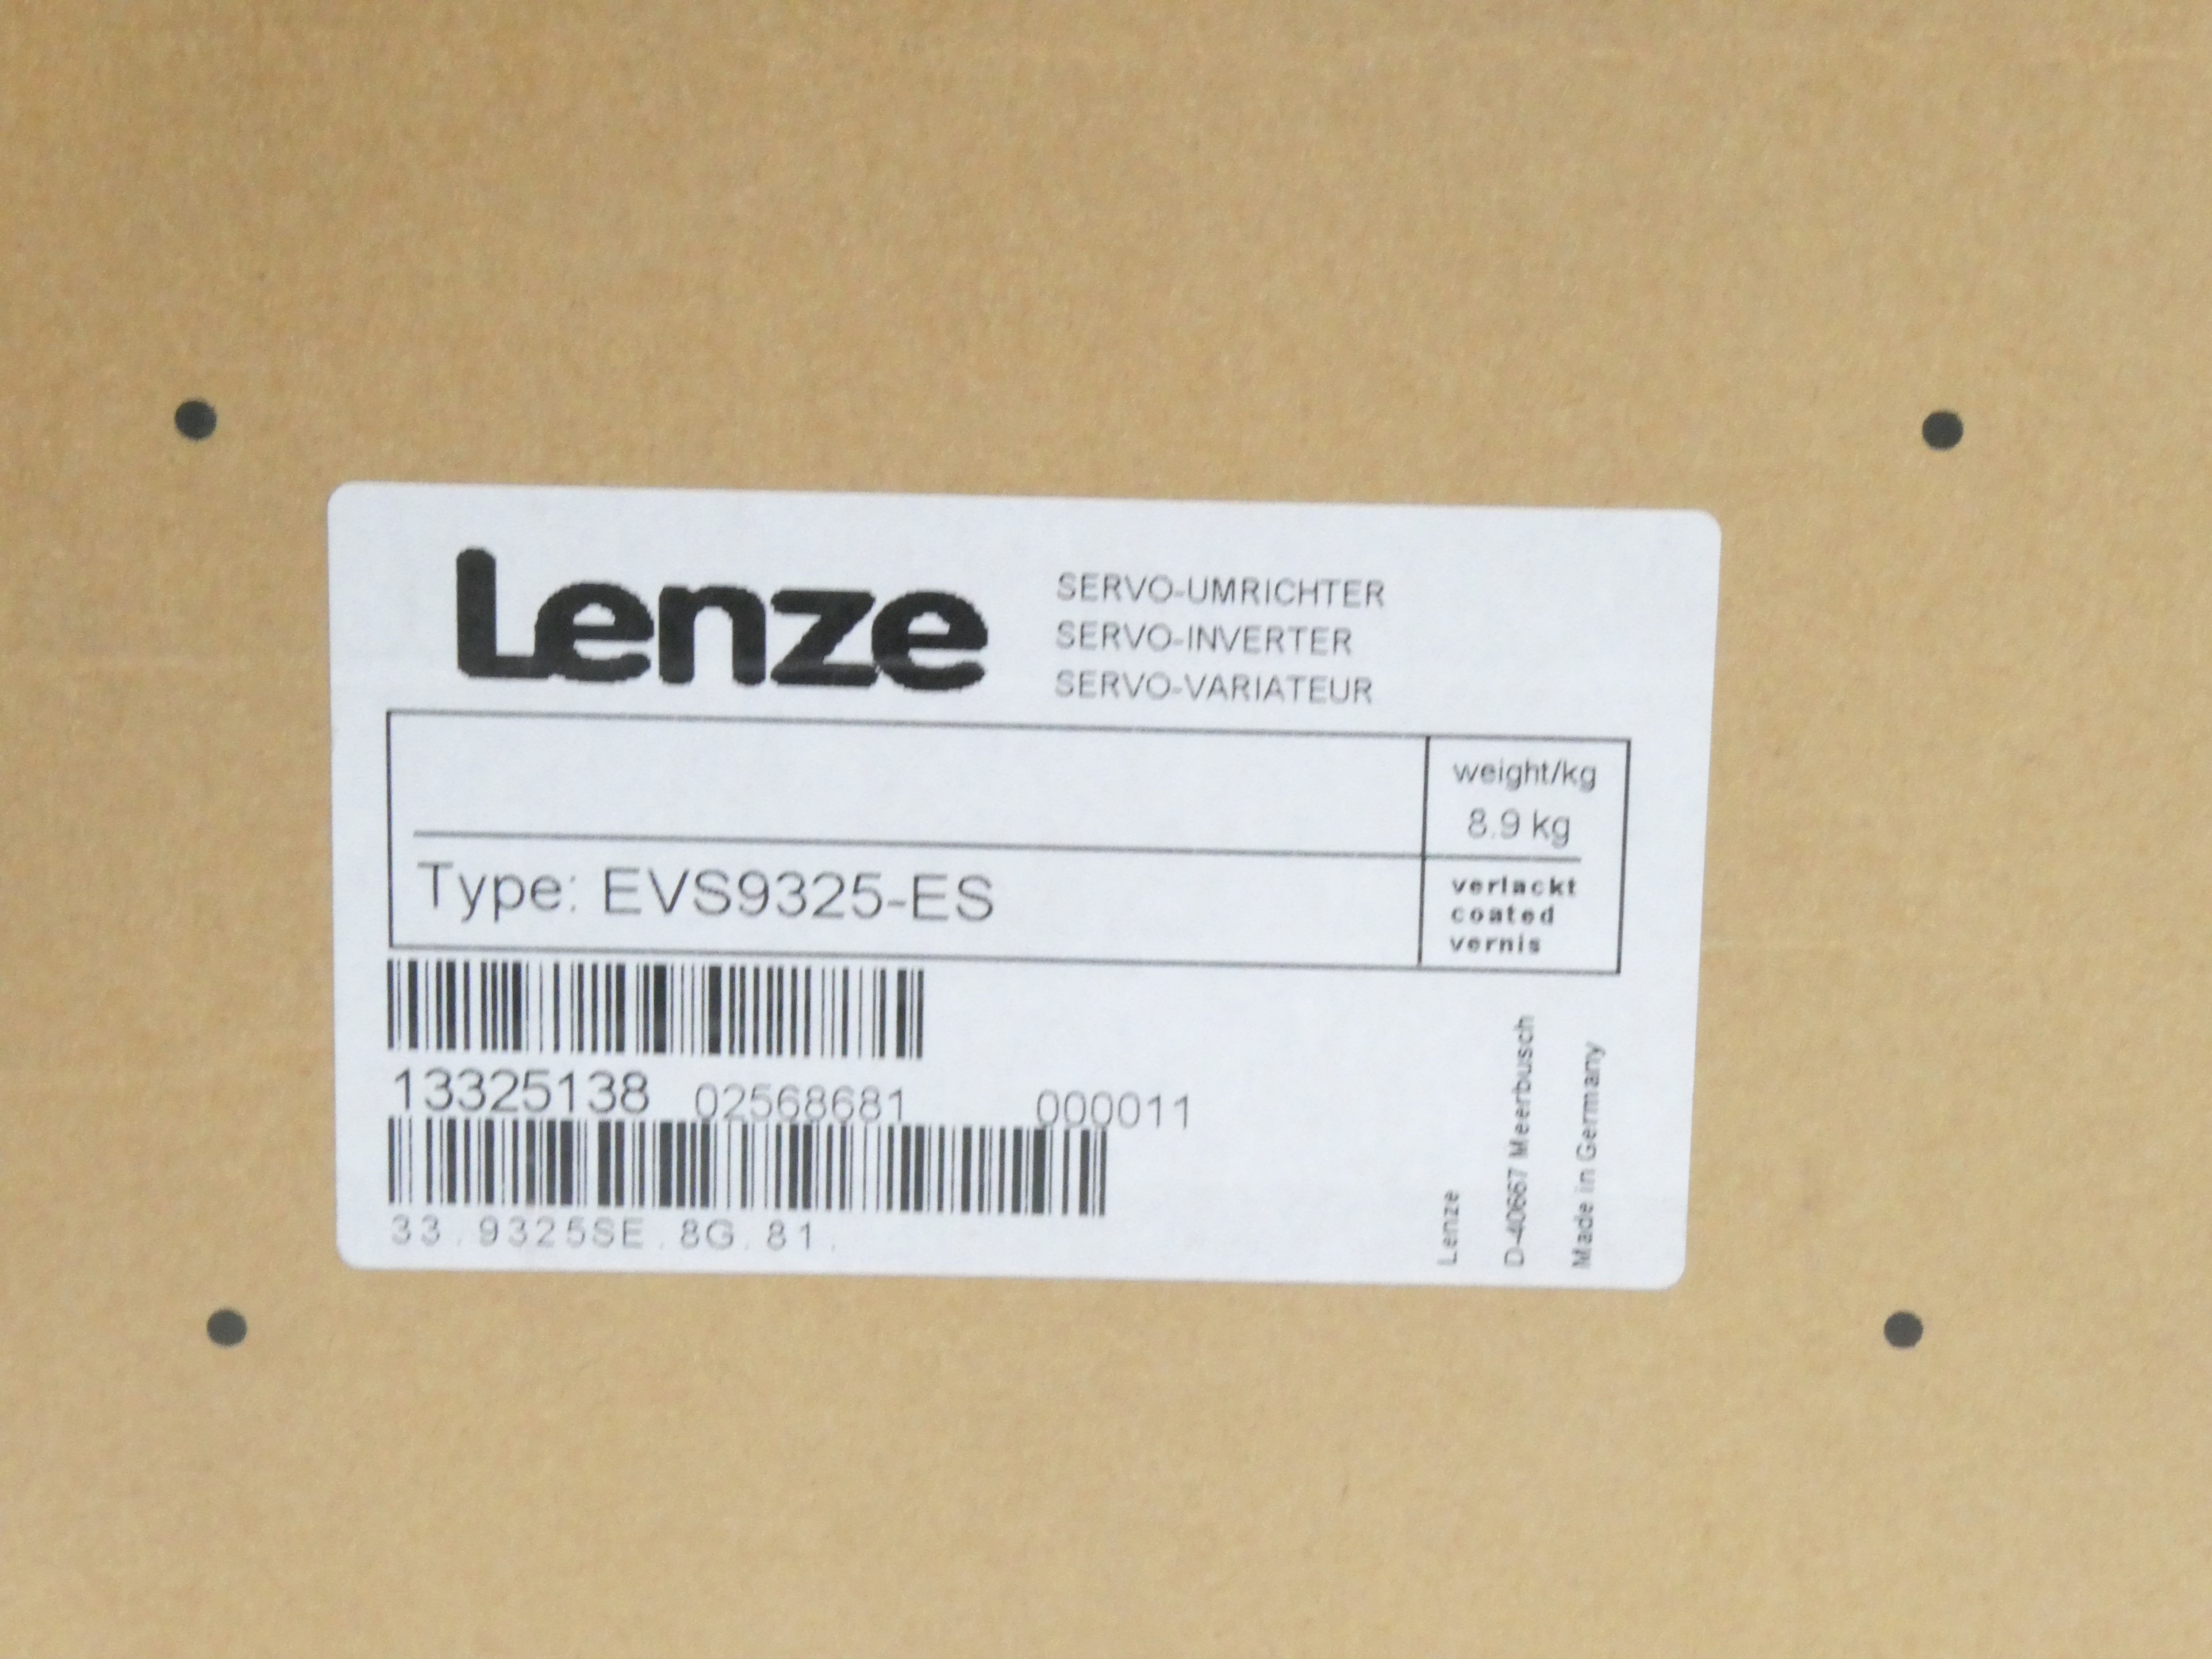 Lenze
SERVO-UMRICHTER
SERVO-INVERTER
SERVO-VARIATEUR
weight/kg
8.9 kg
Type: EVS9325-ES
verlackt
coated
vernis
13325138 02568681 000011
33.9325SE.8G.81.
Lenze
D-40667 Meerbusch
Made in Germany